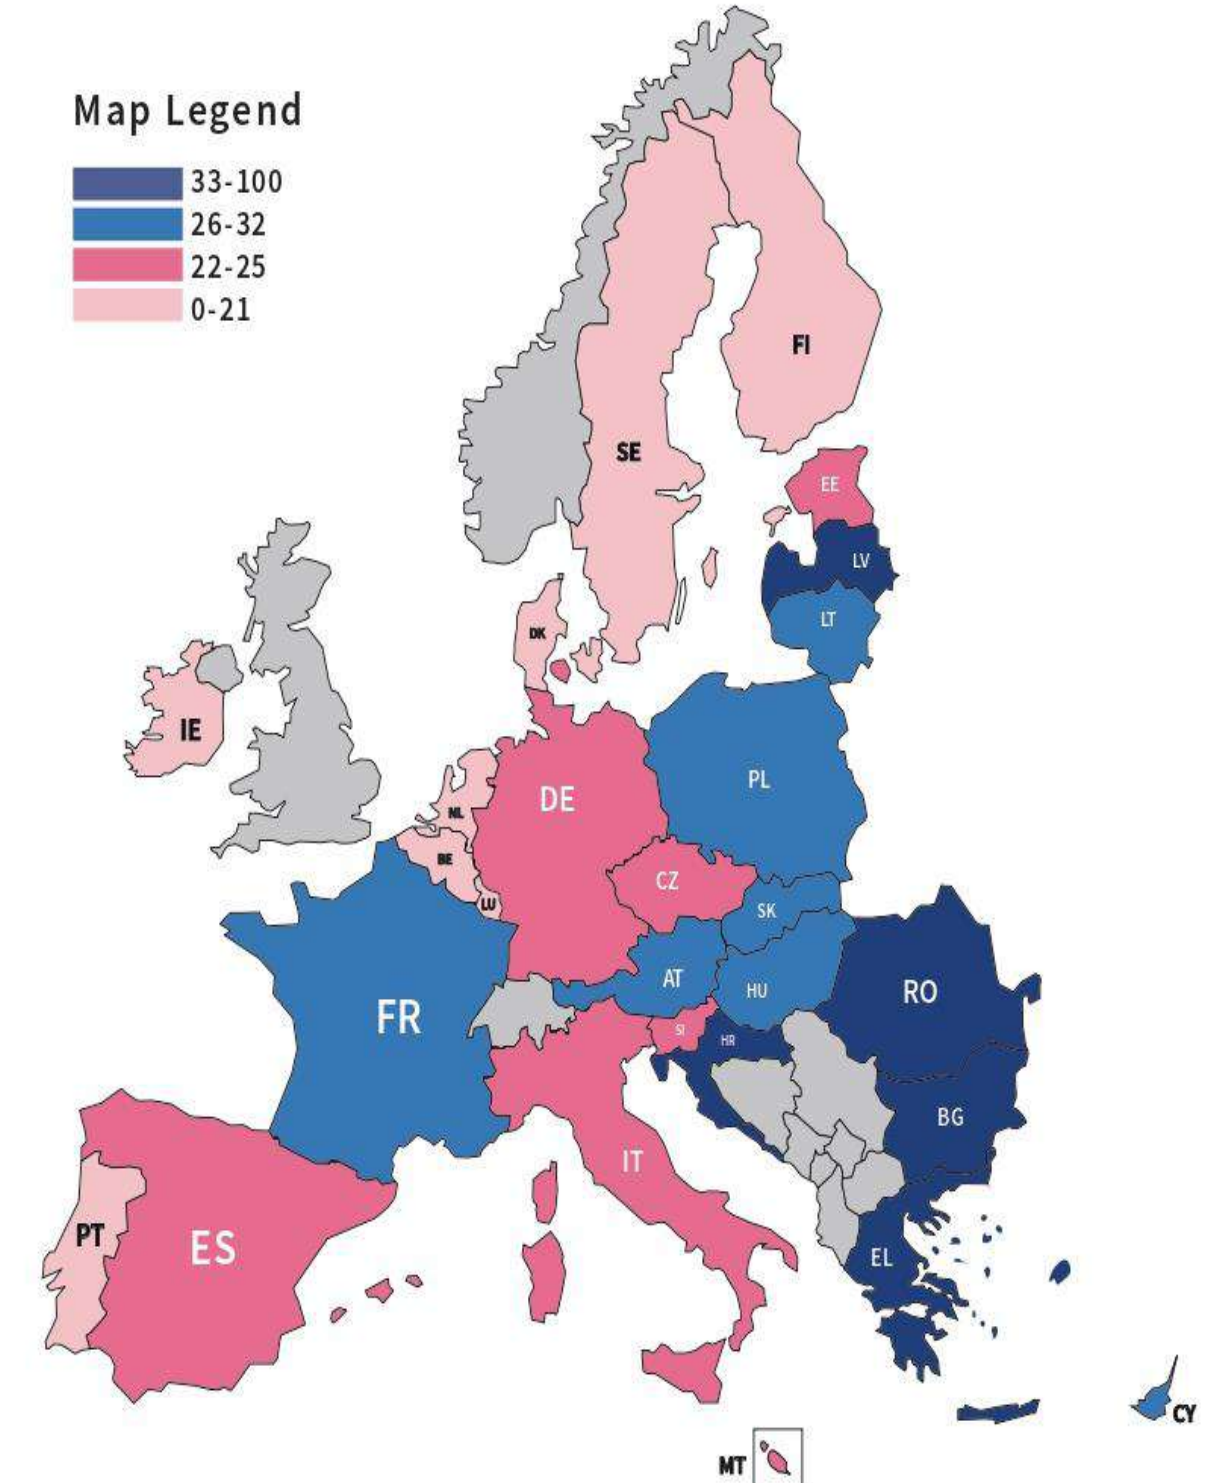 Map Legend
33-100
26-32
22-25
0-21
FI
SE
EE
LV
LT
DK
IE
PL
DE
NL
BE
CZ
LU
SK
AT
HU
RO
FR
SI
HR
BG
IT
PT
ES
EL
CY
MT